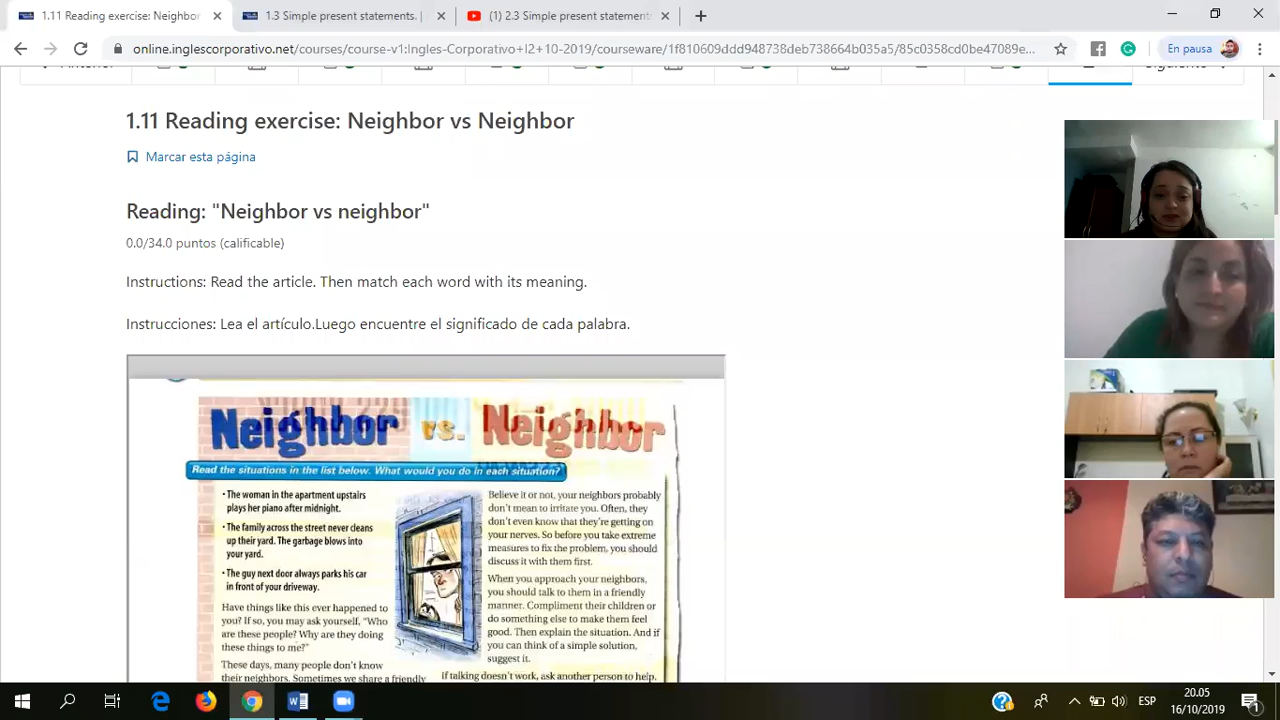 1.11 Reading exercise: Neighbor
1.3 Simple present statements. |
(1) 2.3 Simple present statement
online.inglescorporativo.net/courses/course-v1:Ingles-Corporativo+I2+10-2019/courseware/1f810609ddd948738deb738664b035a5/85c0358cd0be47089e...
En pausa
Anterior
Siguiente
1.11 Reading exercise: Neighbor vs Neighbor
Marcar esta página
Reading: "Neighbor vs neighbor"
0.0/34.0 puntos (calificable)
Instructions: Read the article. Then match each word with its meaning.
Instrucciones: Lea el artículo.Luego encuentre el significado de cada palabra.
Neighbor vs. Neighbor
Read the situations in the list below. What would you do in each situation?
• The woman in the apartment upstairs
plays her piano after midnight.
• The family across the street never cleans
up their yard. The garbage blows into
your yard.
• The guy next door always parks his car
in front of your driveway.
Have things like this ever happened to
you? If so, you may ask yourself, "Who
are these people? Why are they doing
these things to me?"
These days, many people don't know
their neighbors. Sometimes we share a friendly
Believe it or not, your neighbors probably
don't mean to irritate you. Often, they
don't even know that they're getting on
your nerves. So before you take extreme
measures to fix the problem, you should
discuss it with them first.
When you approach your neighbors,
you should talk to them in a friendly
manner. Compliment their children or
do something else to make them feel
good. Then explain the situation. And if
you can think of a simple solution,
suggest it.
If talking doesn't work, ask another person to help.
ESP
20.05
16/10/2019